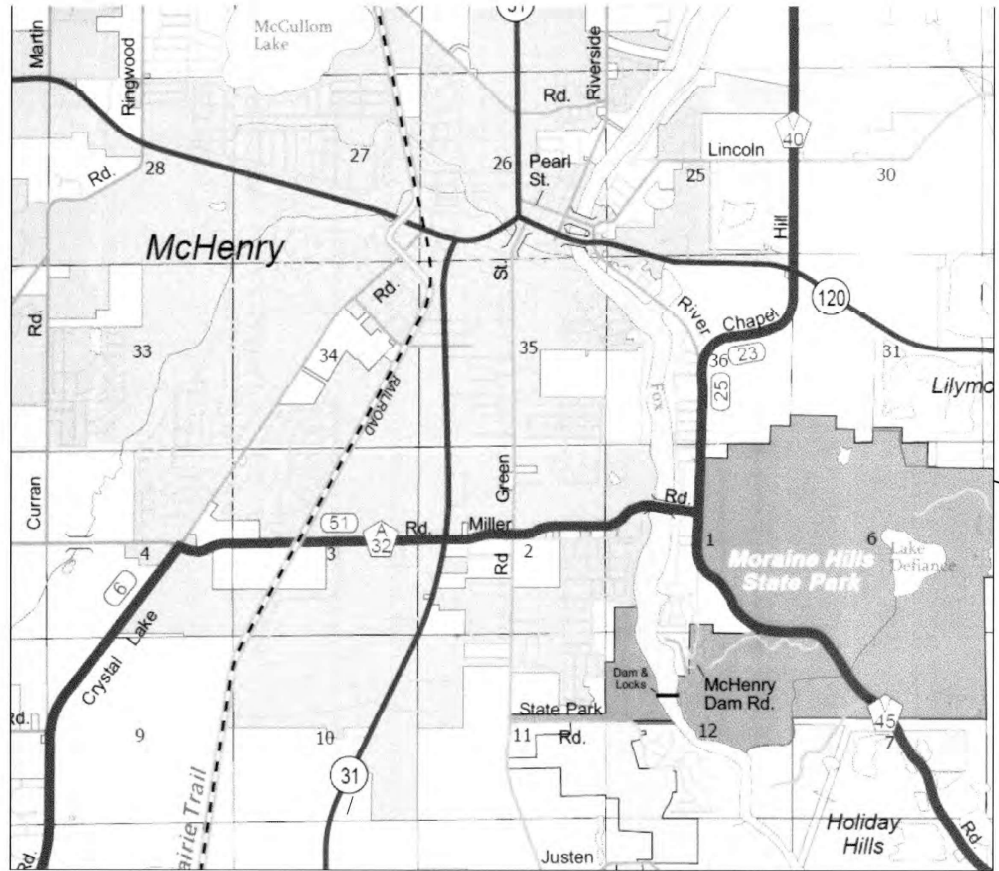 31
McCullom
Lake
Martin
Ringwood
Riverside
Rd.
40
Lincoln
Pearl
St.
26
27
28
25
30
Rd.
Hill
McHenry
St.
Rd.
120
River
Chapel
Rd.
33
34
35
36
23
31
25
RAILROAD
Fox
Lilymo
Curran
Green
Rd.
51
A
32
Rd.
Miller
4
3
2
1
6
Rd
Moraine Hills
State Park
Lake
Defiance
6
Crystal Lake
Dam &
Locks
McHenry
Dam Rd.
State Park
Rd.
V
45
Rd.
9
10
11
12
7
31
airie Trail
Holiday
Hills
Rd.
Justen
Rd.